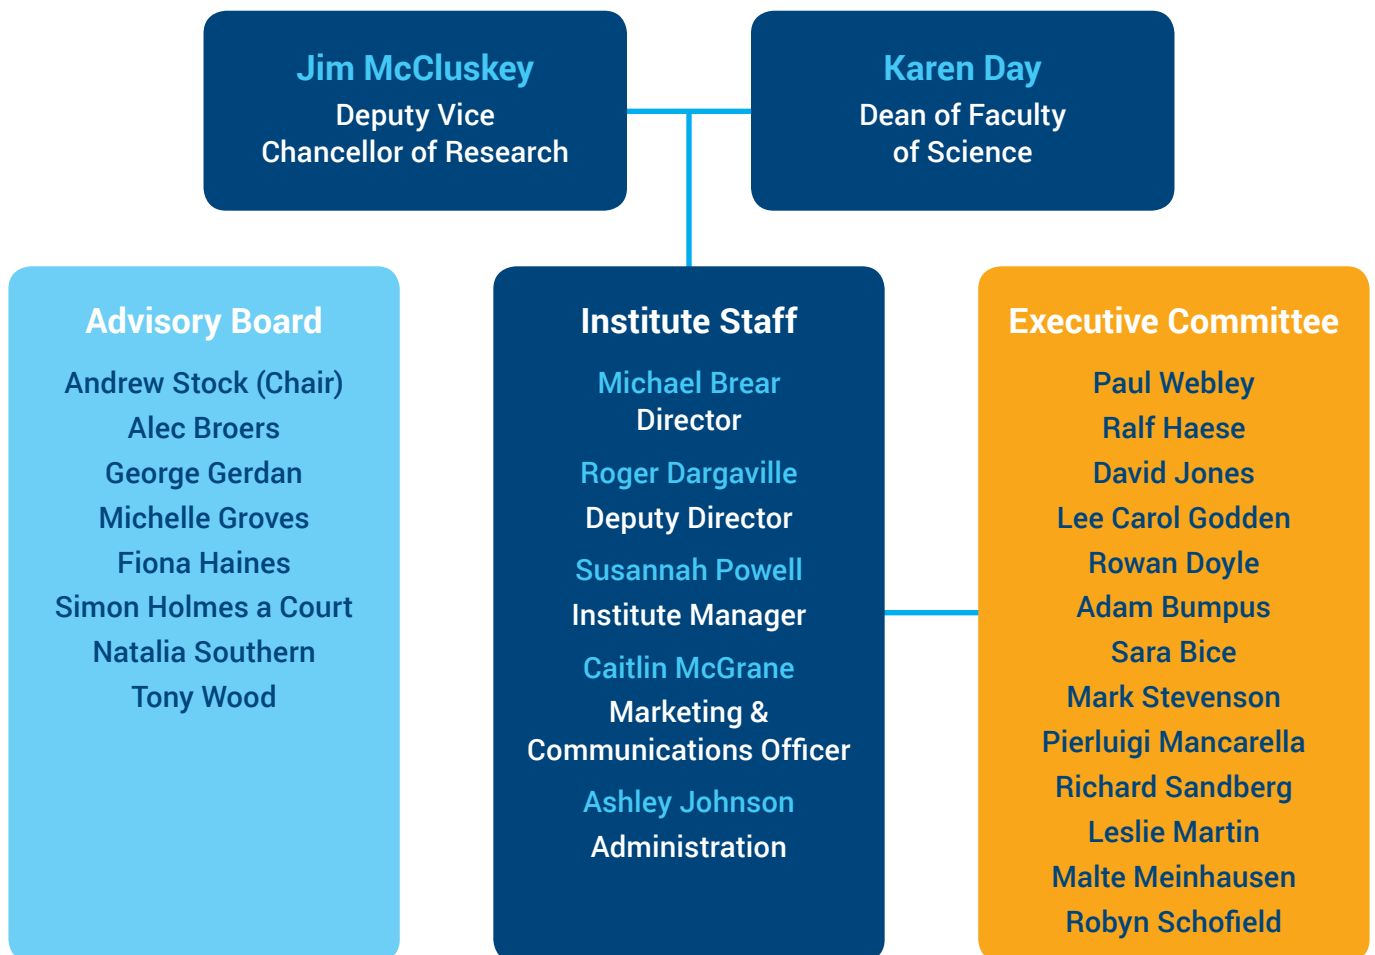 Jim McCluskey
Deputy Vice
Chancellor of Research
Karen Day
Dean of Faculty
of Science
Advisory Board
Andrew Stock (Chair)
Alec Broers
George Gerdan
Michelle Groves
Fiona Haines
Simon Holmes a Court
Natalia Southern
Tony Wood
Institute Staff
Michael Brear
Director
Roger Dargaville
Deputy Director
Susannah Powell
Institute Manager
Caitlin McGrane
Marketing &
Communications Officer
Ashley Johnson
Administration
Executive Committee
Paul Webley
Ralf Haese
David Jones
Lee Carol Godden
Rowan Doyle
Adam Bumpus
Sara Bice
Mark Stevenson
Pierluigi Mancarella
Richard Sandberg
Leslie Martin
Malte Meinhausen
Robyn Schofield